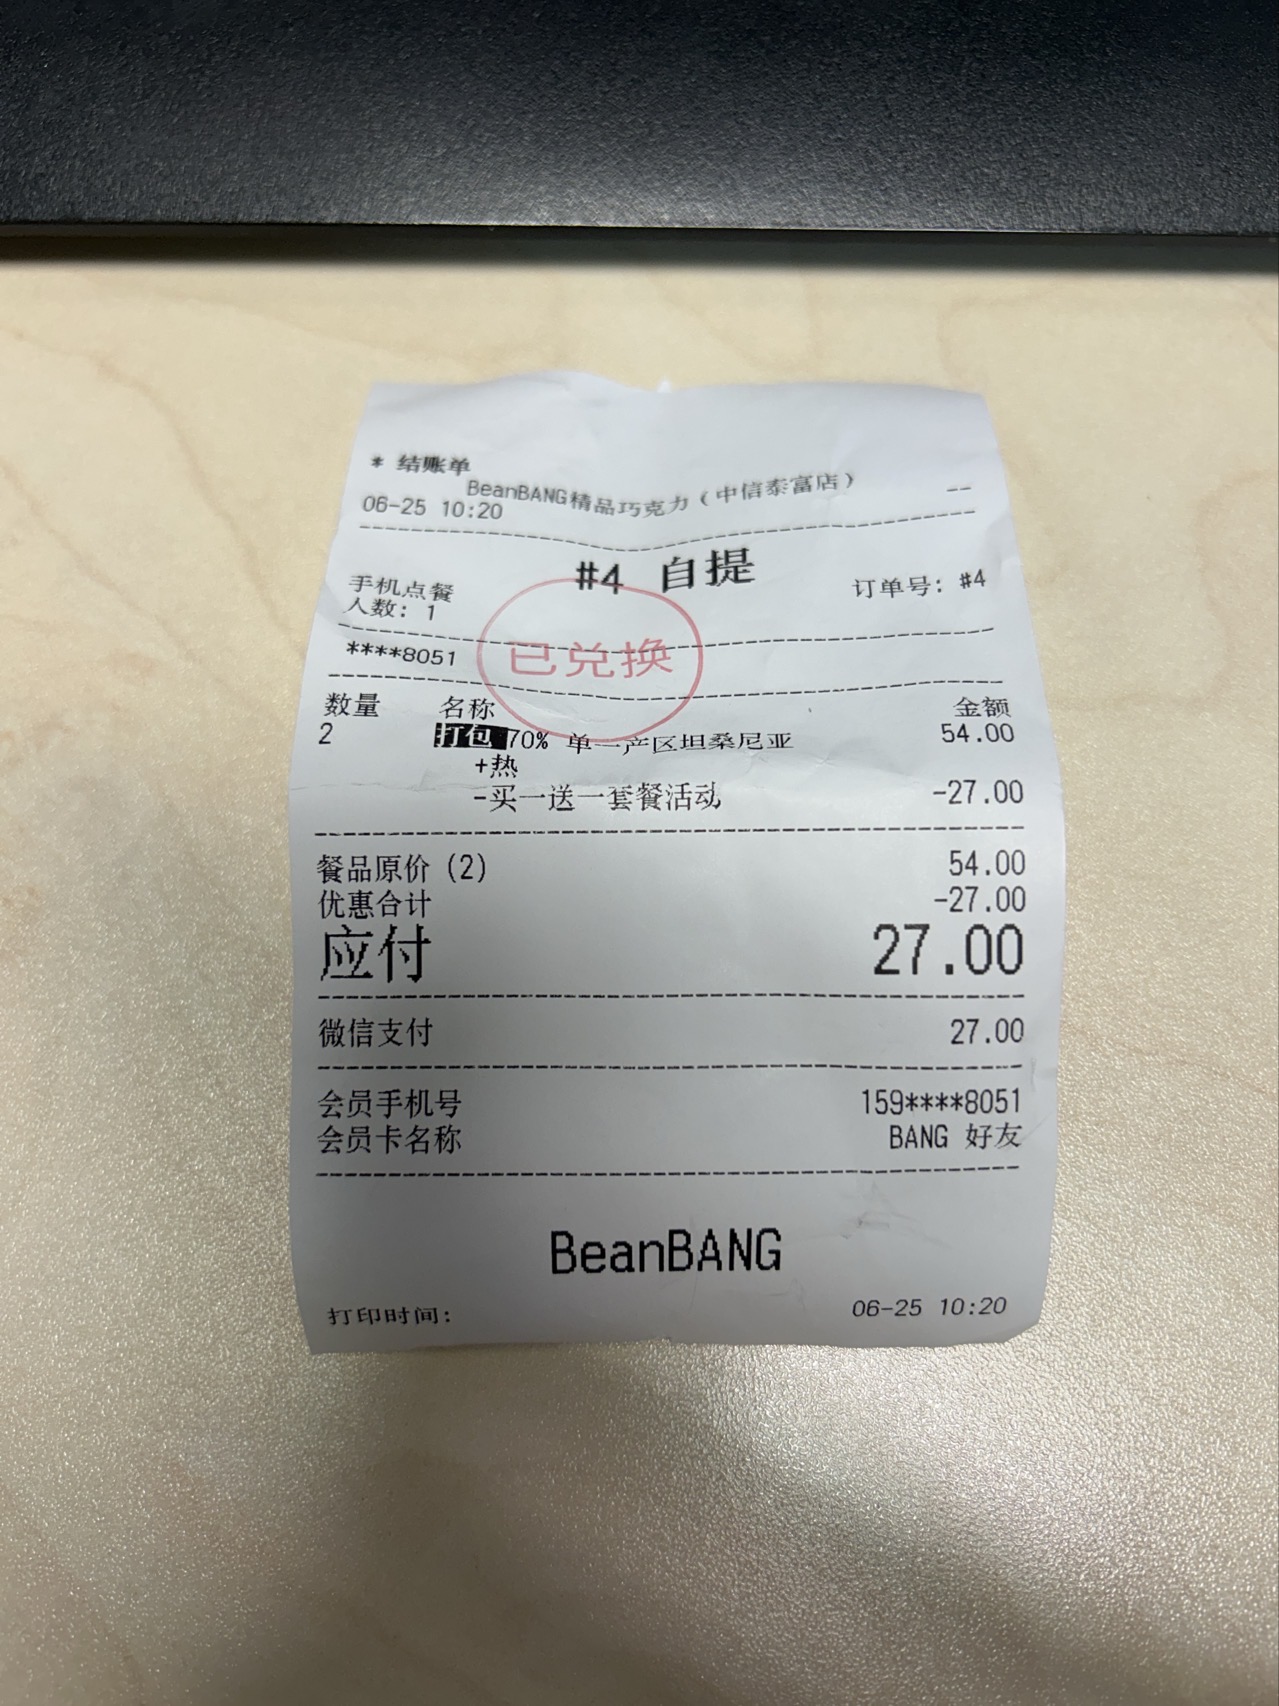 * 结账单
BeanBANG精品巧克力（中信泰富店）
06-25 10:20 --
#4 自提
手机点餐 订单号: #4
人数: 1
****8051
已兑换
数量 名称 金额
2 打包 70% 单一产区坦桑尼亚 54.00
+热
-买一送一套餐活动 -27.00
餐品原价 (2) 54.00
优惠合计 -27.00
应付 27.00
微信支付 27.00
会员手机号 159****8051
会员卡名称 BANG 好友
BeanBANG
打印时间: 06-25 10:20